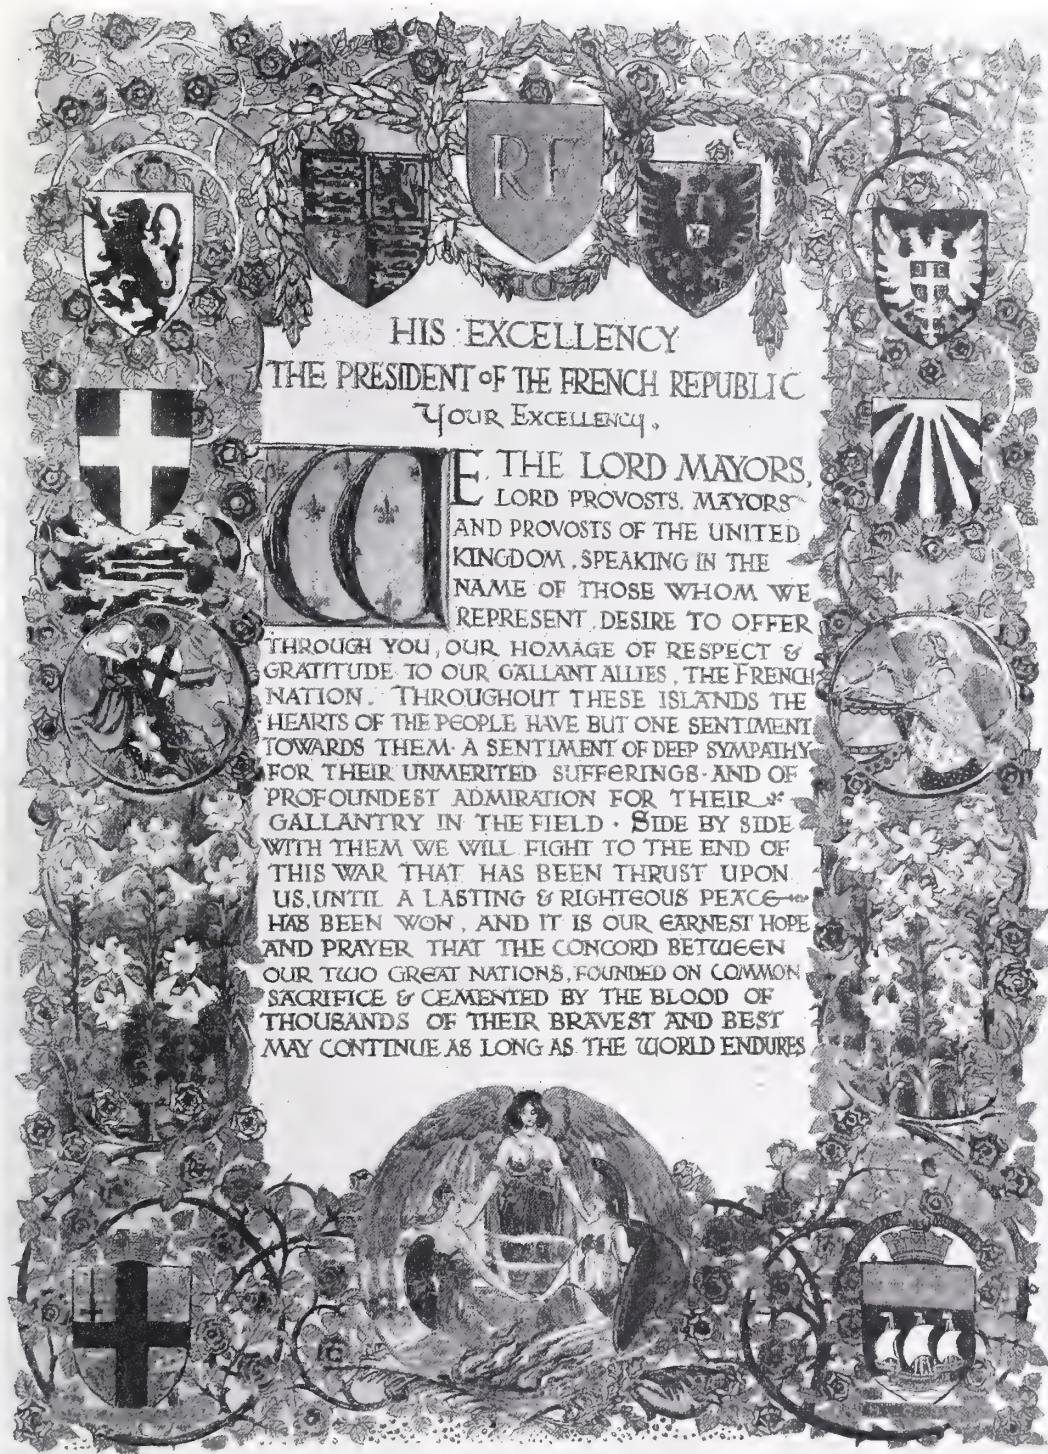 RF
HIS EXCELLENCY
THE PRESIDENT OF THE FRENCH REPUBLIC
YOUR EXCELLENCY.
WE THE LORD MAYORS,
LORD PROVOSTS, MAYORS
AND PROVOSTS OF THE UNITED
KINGDOM, SPEAKING IN THE
NAME OF THOSE WHOM WE
REPRESENT, DESIRE TO OFFER
THROUGH YOU, OUR HOMAGE OF RESPECT &
GRATITUDE TO OUR GALLANT ALLIES, THE FRENCH
NATION. THROUGHOUT THESE ISLANDS THE
HEARTS OF THE PEOPLE HAVE BUT ONE SENTIMENT
TOWARDS THEM · A SENTIMENT OF DEEP SYMPATHY
FOR THEIR UNMERITED SUFFERINGS · AND OF
PROFOUNDEST ADMIRATION FOR THEIR
GALLANTRY IN THE FIELD · SIDE BY SIDE
WITH THEM WE WILL FIGHT TO THE END OF
THIS WAR THAT HAS BEEN THRUST UPON
US, UNTIL A LASTING & RIGHTEOUS PEACE
HAS BEEN WON, AND IT IS OUR EARNEST HOPE
AND PRAYER THAT THE CONCORD BETWEEN
OUR TWO GREAT NATIONS, FOUNDED ON COMMON
SACRIFICE & CEMENTED BY THE BLOOD OF
THOUSANDS OF THEIR BRAVEST AND BEST
MAY CONTINUE AS LONG AS THE WORLD ENDURES